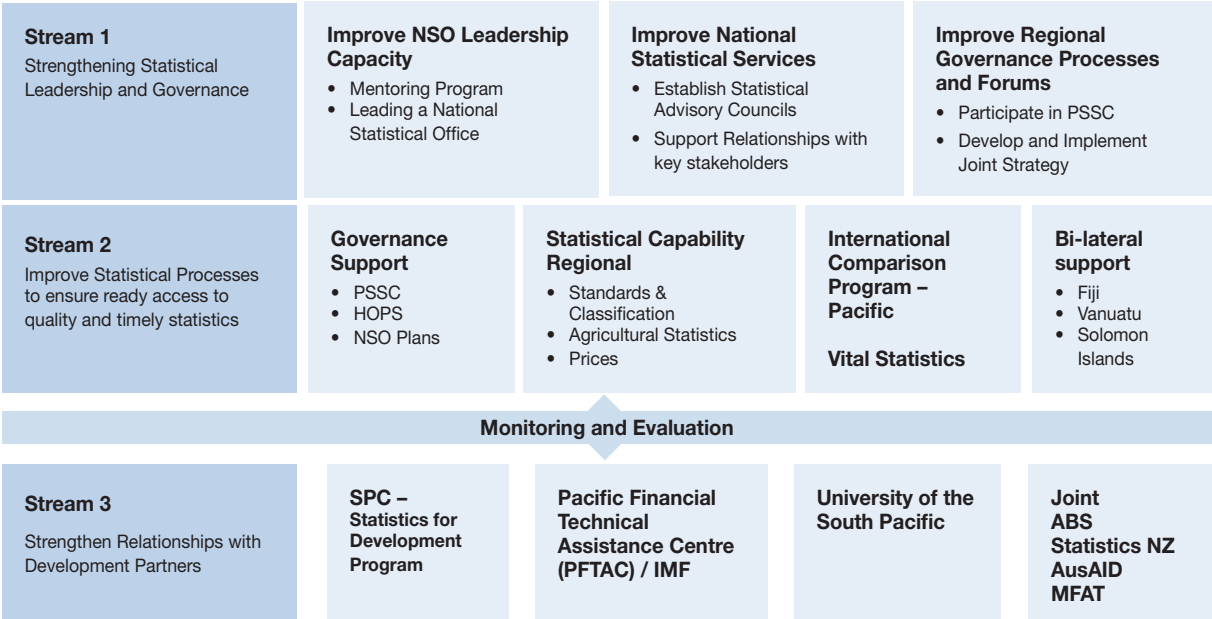 Stream 1
Strengthening Statistical
Leadership and Governance
Improve NSO Leadership
Capacity
• Mentoring Program
• Leading a National
Statistical Office
Improve National
Statistical Services
• Establish Statistical
Advisory Councils
• Support Relationships with
key stakeholders
Improve Regional
Governance Processes
and Forums
• Participate in PSSC
• Develop and Implement
Joint Strategy
Stream 2
Improve Statistical Processes
to ensure ready access to
quality and timely statistics
Governance
Support
• PSSC
• HOPS
• NSO Plans
Statistical Capability
Regional
• Standards &
Classification
• Agricultural Statistics
• Prices
International
Comparison
Program –
Pacific
Vital Statistics
Bi-lateral
support
• Fiji
• Vanuatu
• Solomon
Islands
Monitoring and Evaluation
Stream 3
Strengthen Relationships with
Development Partners
SPC –
Statistics for
Development
Program
Pacific Financial
Technical
Assistance Centre
(PFTAC) / IMF
University of the
South Pacific
Joint
ABS
Statistics NZ
AusAID
MFAT